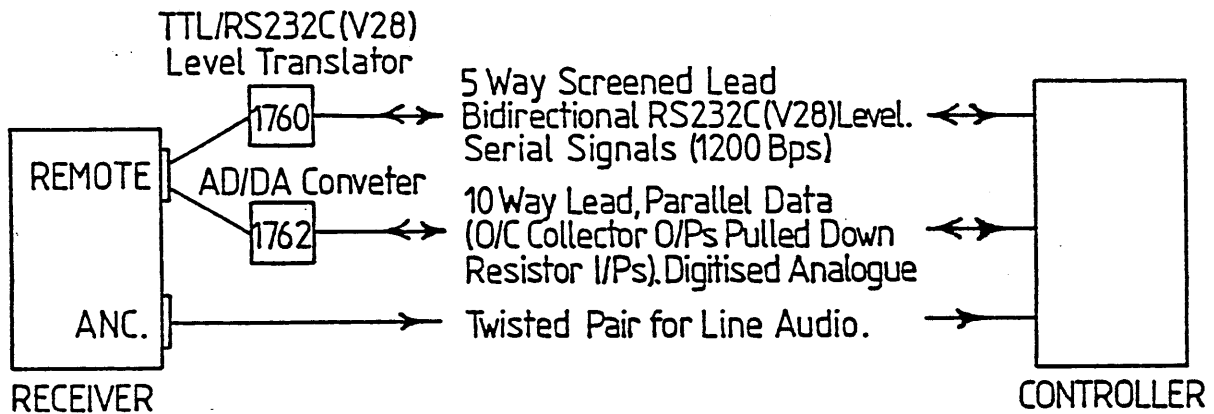 TTL/RS232C(V28)
Level Translator
1760
5 Way Screened Lead
Bidirectional RS232C(V28)Level.
Serial Signals (1200 Bps)
REMOTE
AD/DA Conveter
1762
10 Way Lead, Parallel Data
(O/C Collector O/Ps Pulled Down
Resistor I/Ps). Digitised Analogue
ANC.
Twisted Pair for Line Audio.
RECEIVER
CONTROLLER